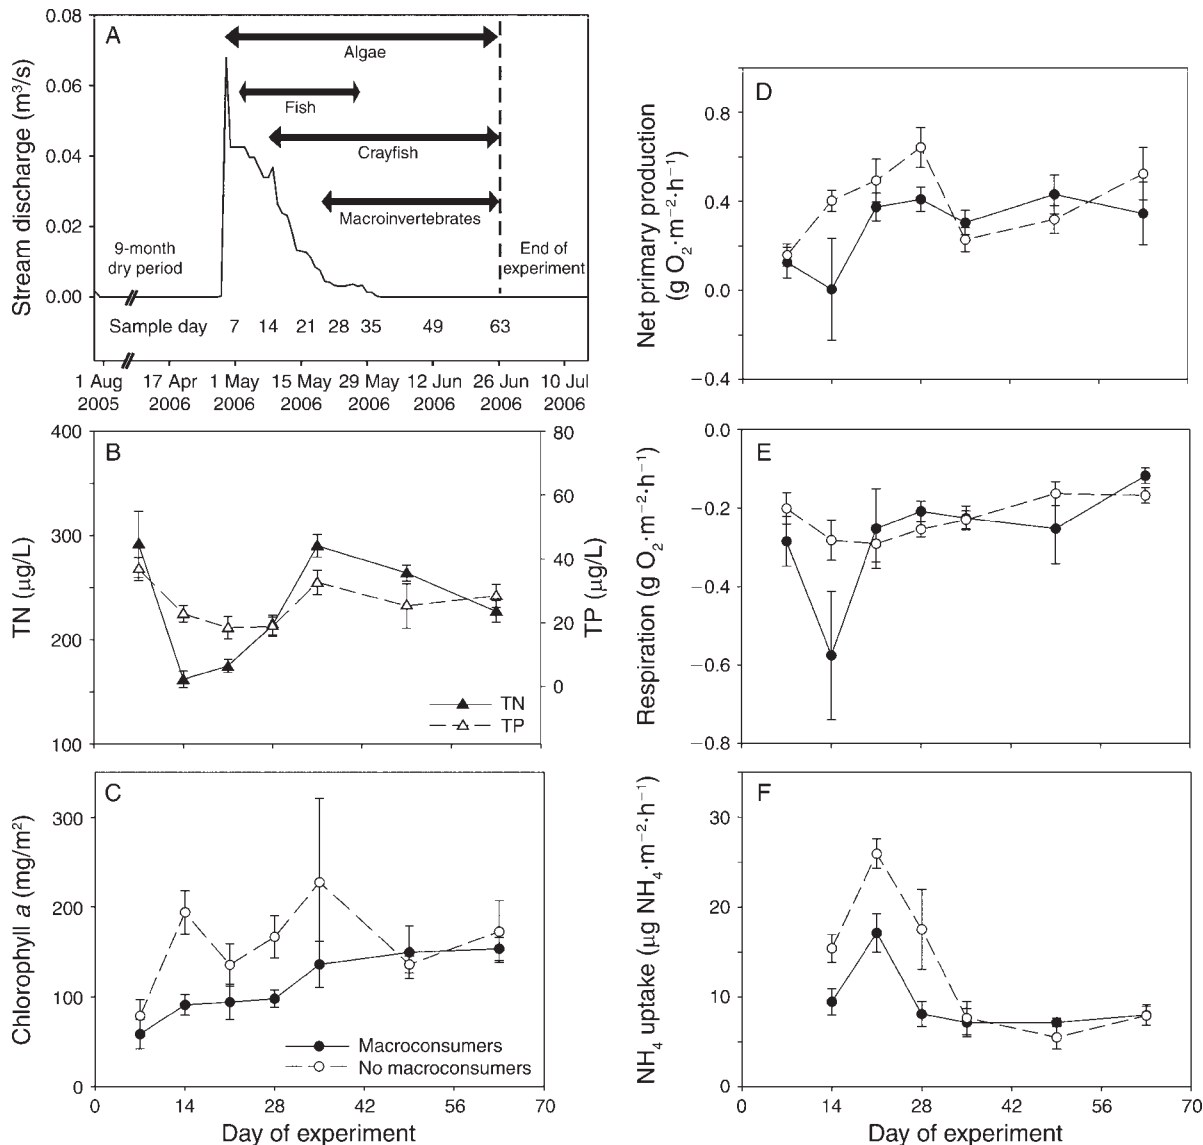 A
Stream discharge (m³/s)
0.08
0.06
0.04
0.02
0.00
Algae
Fish
Crayfish
Macroinvertebrates
9-month
dry period
End of
experiment
Sample day 7 14 21 28 35 49 63
1 Aug 17 Apr 1 May 15 May 29 May 12 Jun 26 Jun 10 Jul
2005 2006 2006 2006 2006 2006 2006 2006
B
TN (µg/L)
400
300
200
100
TP (µg/L)
80
60
40
20
0
TN
TP
C
Chlorophyll a (mg/m²)
300
200
100
0
Macroconsumers
No macroconsumers
0 14 28 42 56 70
Day of experiment
D
Net primary production
(g O₂·m⁻²·h⁻¹)
0.8
0.4
0.0
−0.4
E
Respiration (g O₂·m⁻²·h⁻¹)
0.0
−0.2
−0.4
−0.6
−0.8
F
NH₄ uptake (µg NH₄·m⁻²·h⁻¹)
30
20
10
0
0 14 28 42 56 70
Day of experiment